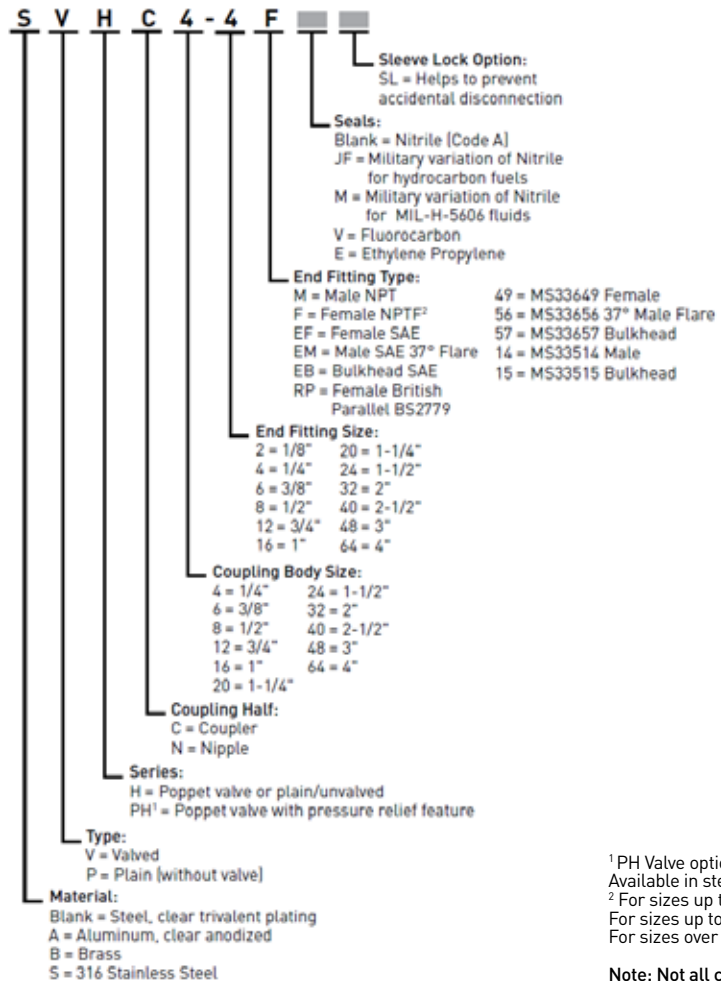 S V H C 4 - 4 F
Sleeve Lock Option:
SL = Helps to prevent
accidental disconnection
Seals:
Blank = Nitrile (Code A)
JF = Military variation of Nitrile
for hydrocarbon fuels
M = Military variation of Nitrile
for MIL-H-5606 fluids
V = Fluorocarbon
E = Ethylene Propylene
End Fitting Type:
M = Male NPT 49 = MS33649 Female
F = Female NPTF² 56 = MS33656 37° Male Flare
EF = Female SAE 57 = MS33657 Bulkhead
EM = Male SAE 37° Flare 14 = MS33514 Male
EB = Bulkhead SAE 15 = MS33515 Bulkhead
RP = Female British
Parallel BS2779
End Fitting Size:
2 = 1/8" 20 = 1-1/4"
4 = 1/4" 24 = 1-1/2"
6 = 3/8" 32 = 2"
8 = 1/2" 40 = 2-1/2"
12 = 3/4" 48 = 3"
16 = 1" 64 = 4"
Coupling Body Size:
4 = 1/4" 24 = 1-1/2"
6 = 3/8" 32 = 2"
8 = 1/2" 40 = 2-1/2"
12 = 3/4" 48 = 3"
16 = 1" 64 = 4"
20 = 1-1/4"
Coupling Half:
C = Coupler
N = Nipple
Series:
H = Poppet valve or plain/unvalved
PH¹ = Poppet valve with pressure relief feature
Type:
V = Valved
P = Plain (without valve)
Material:
Blank = Steel, clear trivalent plating
A = Aluminum, clear anodized
B = Brass
S = 316 Stainless Steel
¹ PH Valve optio
Available in ste
² For sizes up t
For sizes up to
For sizes over
Note: Not all c